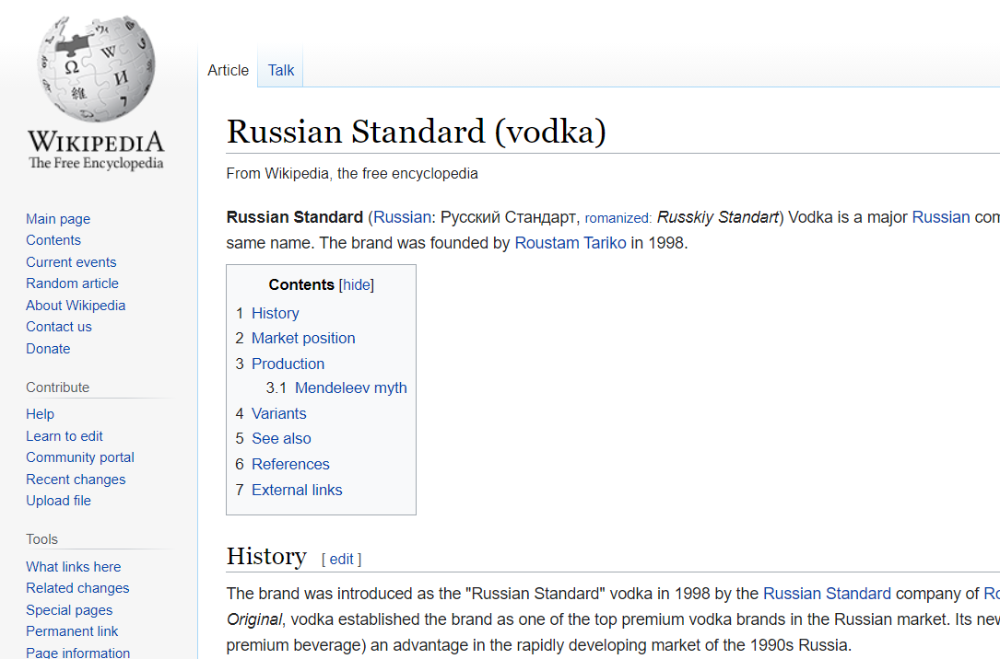 WIKIPEDIA
The Free Encyclopedia
Main page
Contents
Current events
Random article
About Wikipedia
Contact us
Donate
Contribute
Help
Learn to edit
Community portal
Recent changes
Upload file
Tools
What links here
Related changes
Special pages
Permanent link
Page information
Article Talk
Russian Standard (vodka)
From Wikipedia, the free encyclopedia
Russian Standard (Russian: Русский Стандарт, romanized: Russkiy Standart) Vodka is a major Russian
same name. The brand was founded by Roustam Tariko in 1998.
Contents [hide]
1 History
2 Market position
3 Production
3.1 Mendeleev myth
4 Variants
5 See also
6 References
7 External links
History [ edit ]
The brand was introduced as the "Russian Standard" vodka in 1998 by the Russian Standard company of
Original, vodka established the brand as one of the top premium vodka brands in the Russian market. Its
premium beverage) an advantage in the rapidly developing market of the 1990s Russia.